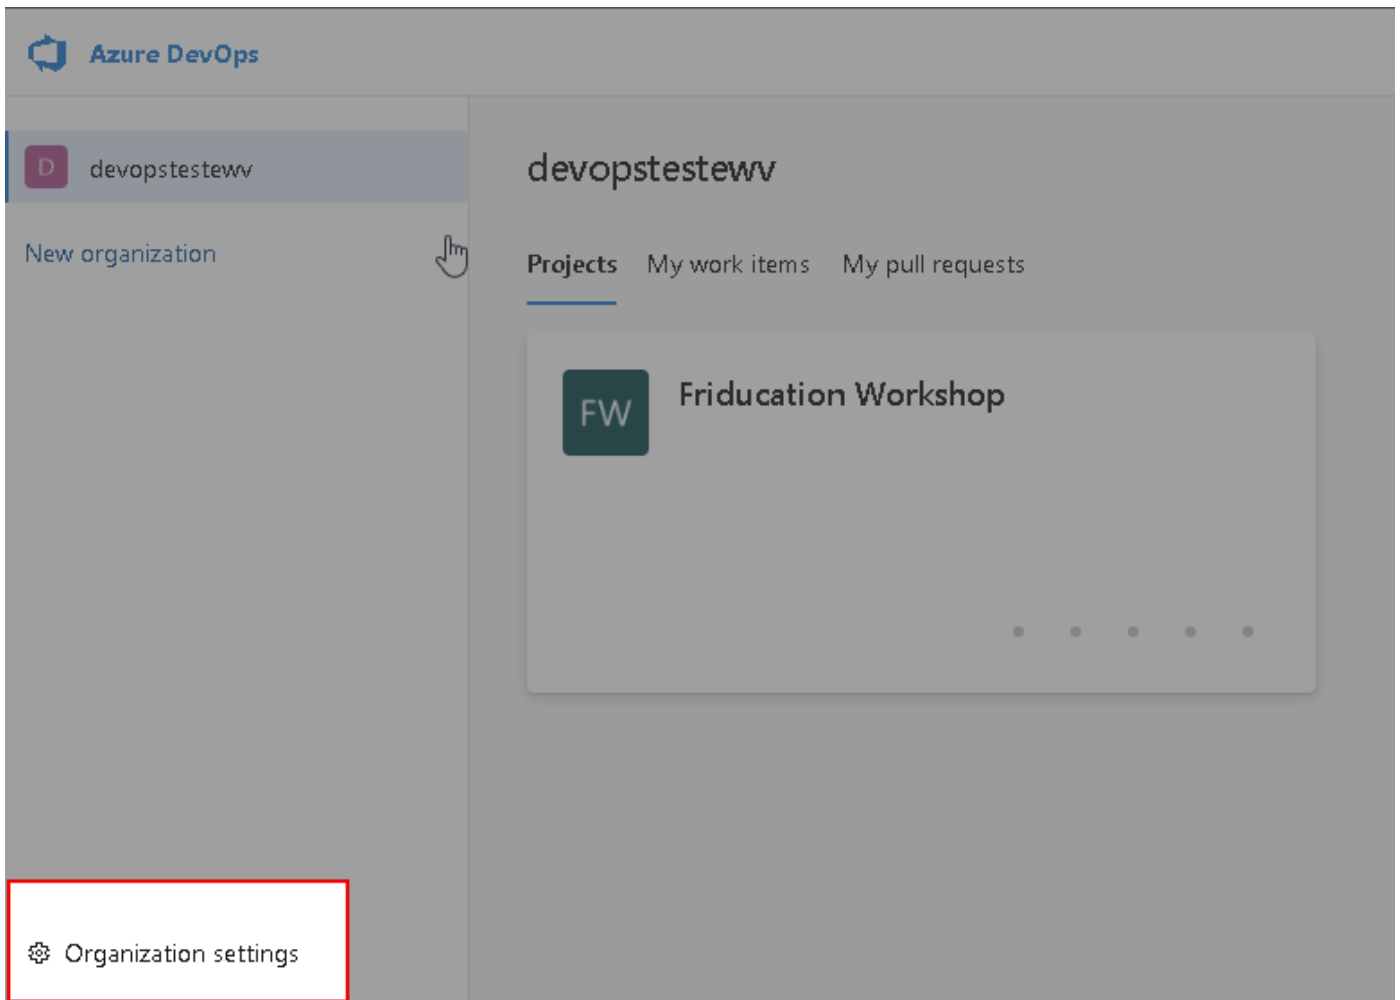 Azure DevOps
D devopstestewv
New organization
devopstestewv
Projects My work items My pull requests
FW Friducation Workshop
Organization settings